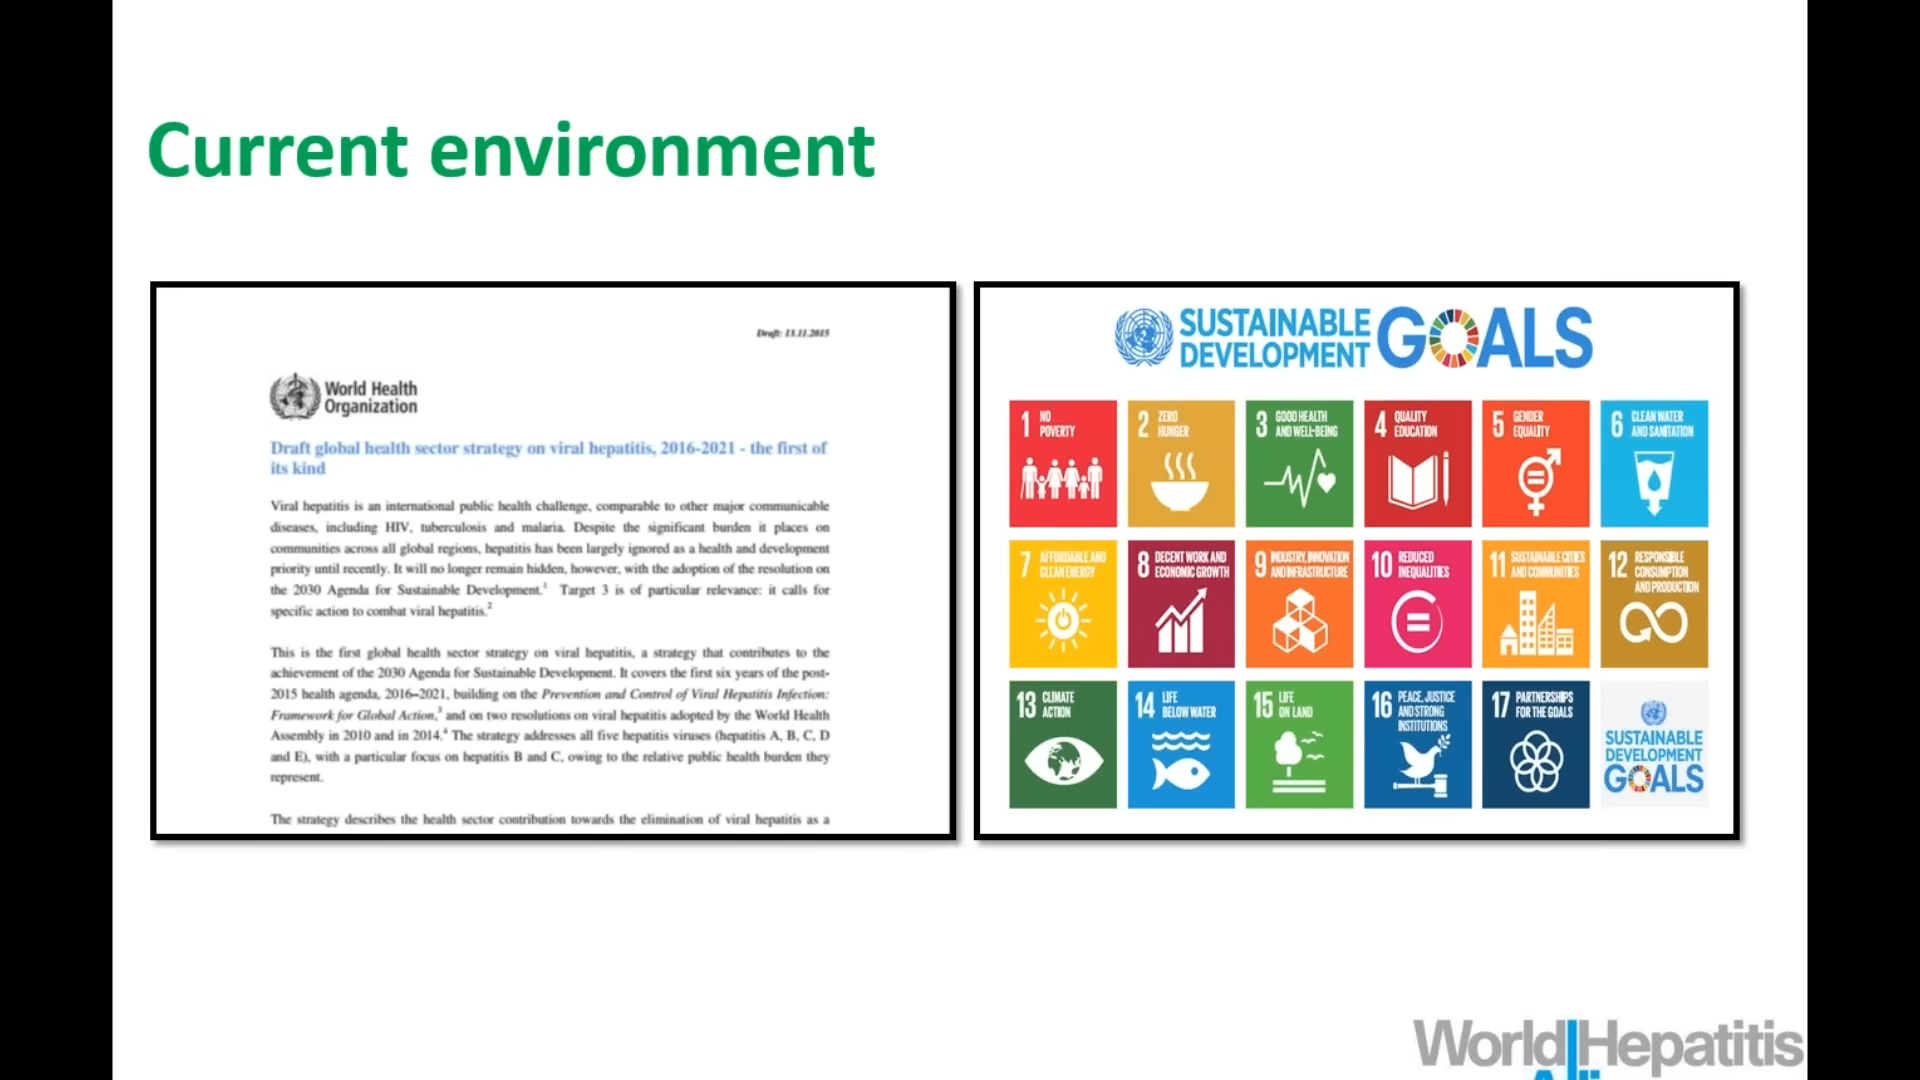 Current environment
Draft: 13.11.2015
World Health
Organization
Draft global health sector strategy on viral hepatitis, 2016-2021 - the first of
its kind
Viral hepatitis is an international public health challenge, comparable to other major communicable
diseases, including HIV, tuberculosis and malaria. Despite the significant burden it places on
communities across all global regions, hepatitis has been largely ignored as a health and development
priority until recently. It will no longer remain hidden, however, with the adoption of the resolution on
the 2030 Agenda for Sustainable Development.1 Target 3 is of particular relevance: it calls for
specific action to combat viral hepatitis.2
This is the first global health sector strategy on viral hepatitis, a strategy that contributes to the
achievement of the 2030 Agenda for Sustainable Development. It covers the first six years of the post-
2015 health agenda, 2016–2021, building on the Prevention and Control of Viral Hepatitis Infection:
Framework for Global Action,3 and on two resolutions on viral hepatitis adopted by the World Health
Assembly in 2010 and in 2014.4 The strategy addresses all five hepatitis viruses (hepatitis A, B, C, D
and E), with a particular focus on hepatitis B and C, owing to the relative public health burden they
represent.
The strategy describes the health sector contribution towards the elimination of viral hepatitis as a
SUSTAINABLE
DEVELOPMENT
GOALS
1 NO
POVERTY
2 ZERO
HUNGER
3 GOOD HEALTH
AND WELL-BEING
4 QUALITY
EDUCATION
5 GENDER
EQUALITY
6 CLEAN WATER
AND SANITATION
7 AFFORDABLE AND
CLEAN ENERGY
8 DECENT WORK AND
ECONOMIC GROWTH
9 INDUSTRY, INNOVATION
AND INFRASTRUCTURE
10 REDUCED
INEQUALITIES
11 SUSTAINABLE CITIES
AND COMMUNITIES
12 RESPONSIBLE
CONSUMPTION
AND PRODUCTION
13 CLIMATE
ACTION
14 LIFE
BELOW WATER
15 LIFE
ON LAND
16 PEACE, JUSTICE
AND STRONG
INSTITUTIONS
17 PARTNERSHIPS
FOR THE GOALS
SUSTAINABLE
DEVELOPMENT
GOALS
World Hepatitis